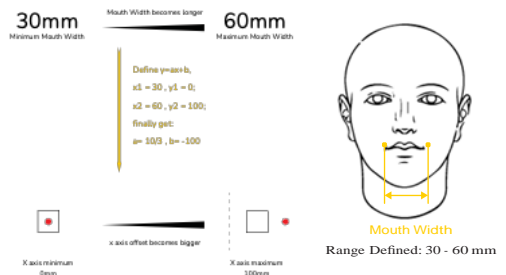 Mouth Width becomes longer
30mm
60mm
Minimum Mouth Width
Maximum Mouth Width
Define y=ax+b,
x1 = 30 , y1 = 0;
x2 = 60 , y2 = 100;
finally get:
a= 10/3 , b= -100
x axis offset becomes bigger
X axis minimum
0mm
X axis maximum
100mm
Mouth Width
Range Defined: 30 - 60 mm